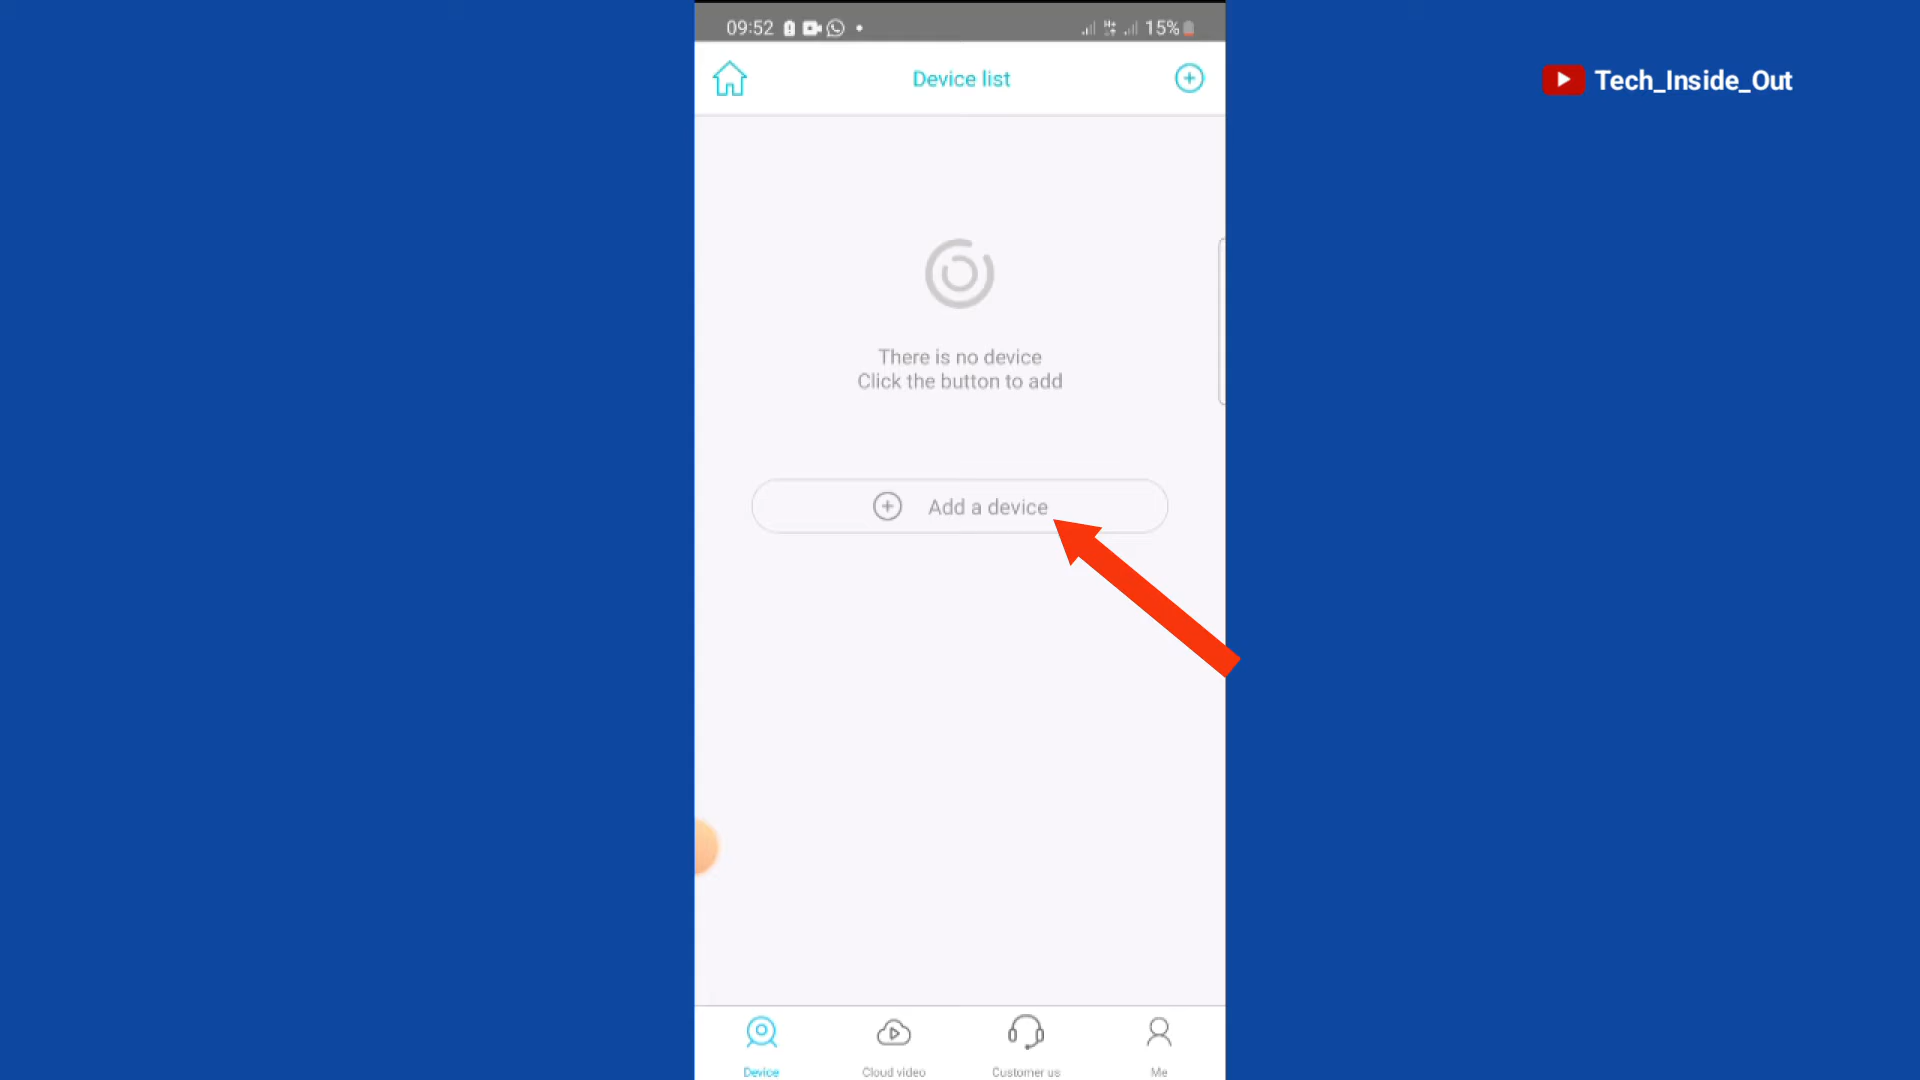 09:52
15%
Device list
Tech_Inside_Out
There is no device
Click the button to add
Add a device
Device
Cloud video
Customer us
Me